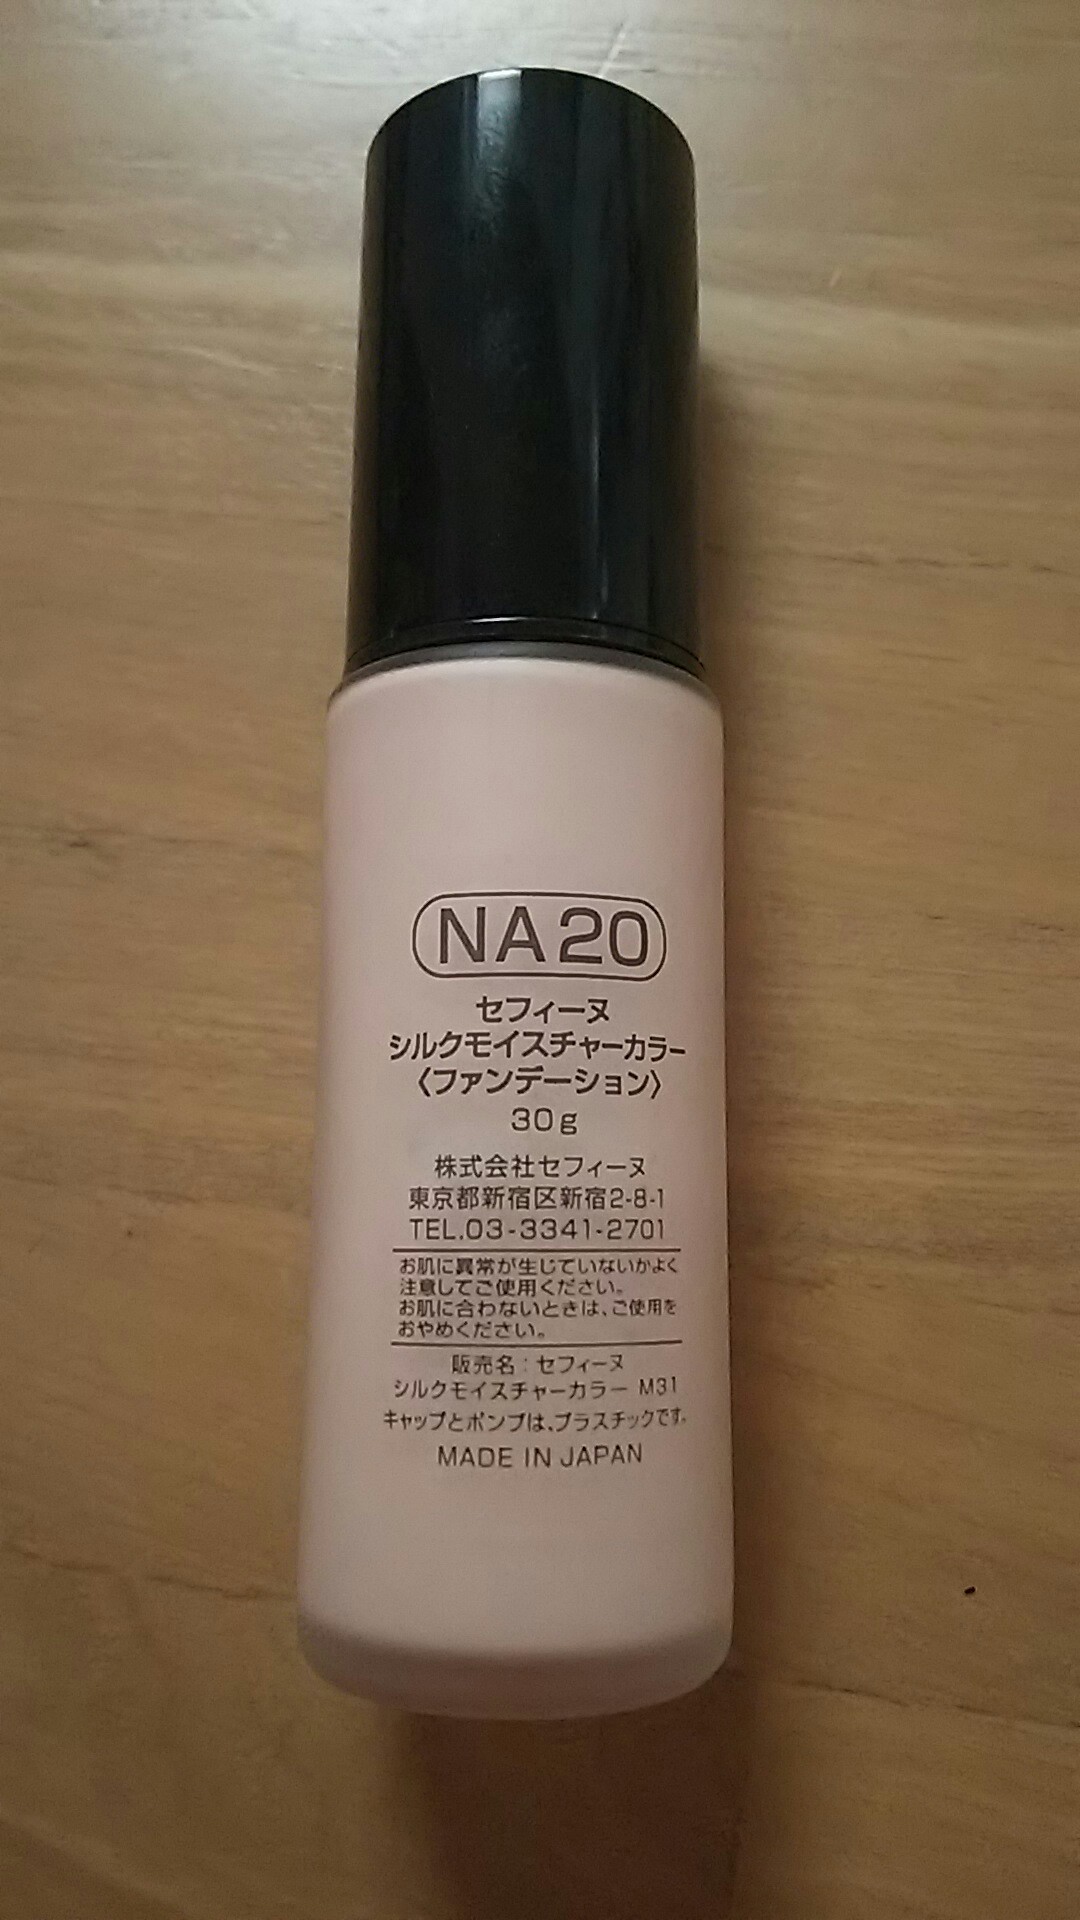 NA20
セフィーヌ
シルクモイスチャーカラー
〈ファンデーション〉
30g
株式会社セフィーヌ
東京都新宿区新宿2-8-1
TEL.03-3341-2701
お肌に異常が生じていないかよく
注意してご使用ください。
お肌に合わないときは、ご使用を
おやめください。
販売名：セフィーヌ
シルクモイスチャーカラー M31
キャップとポンプは、プラスチックです。
MADE IN JAPAN